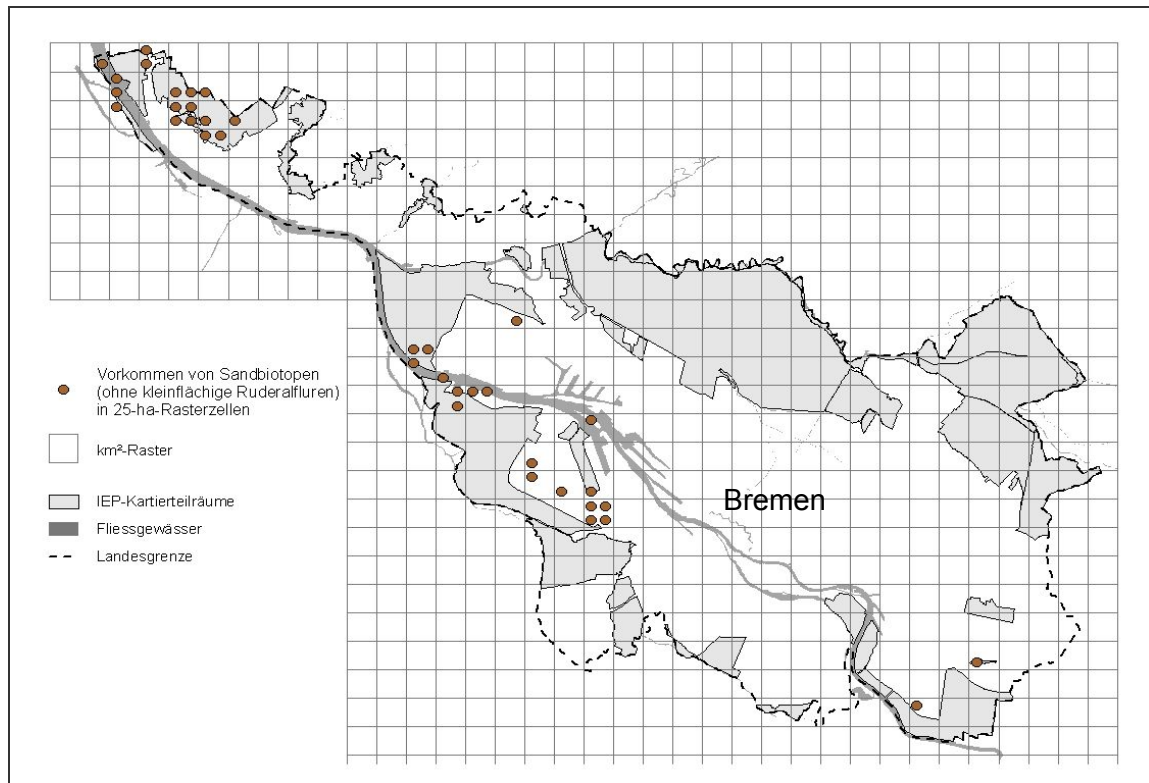 Vorkommen von Sandbiotopen
(ohne kleinflächige Ruderalfluren)
in 25-ha-Rasterzellen
km²-Raster
IEP-Kartierteilräume
Fliessgewässer
Landesgrenze
Bremen